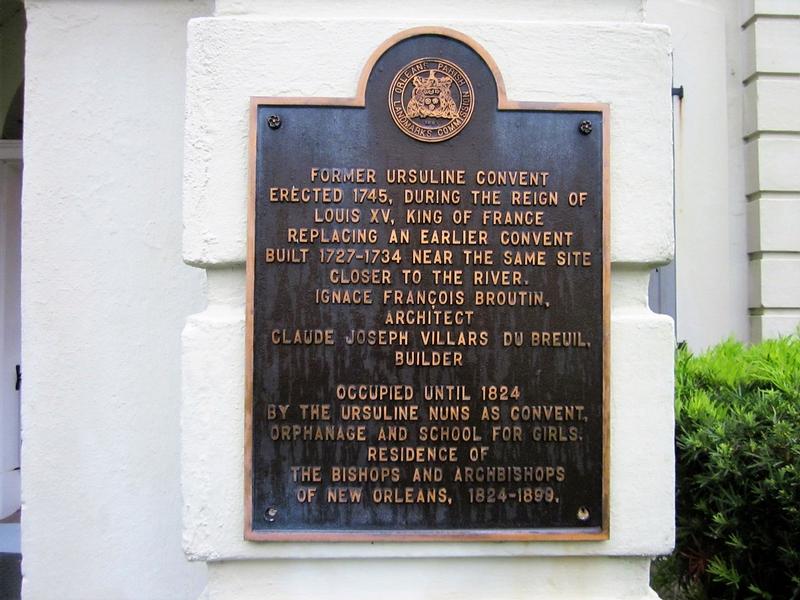 ORLEANS PARISH
LANDMARKS COMMISSION
FORMER URSULINE CONVENT
ERECTED 1745, DURING THE REIGN OF
LOUIS XV, KING OF FRANCE
REPLACING AN EARLIER CONVENT
BUILT 1727-1734 NEAR THE SAME SITE
CLOSER TO THE RIVER.
IGNACE FRANÇOIS BROUTIN,
ARCHITECT
CLAUDE JOSEPH VILLARS DU BREUIL,
BUILDER
OCCUPIED UNTIL 1824
BY THE URSULINE NUNS AS CONVENT,
ORPHANAGE AND SCHOOL FOR GIRLS.
RESIDENCE OF
THE BISHOPS AND ARCHBISHOPS
OF NEW ORLEANS, 1824-1899.